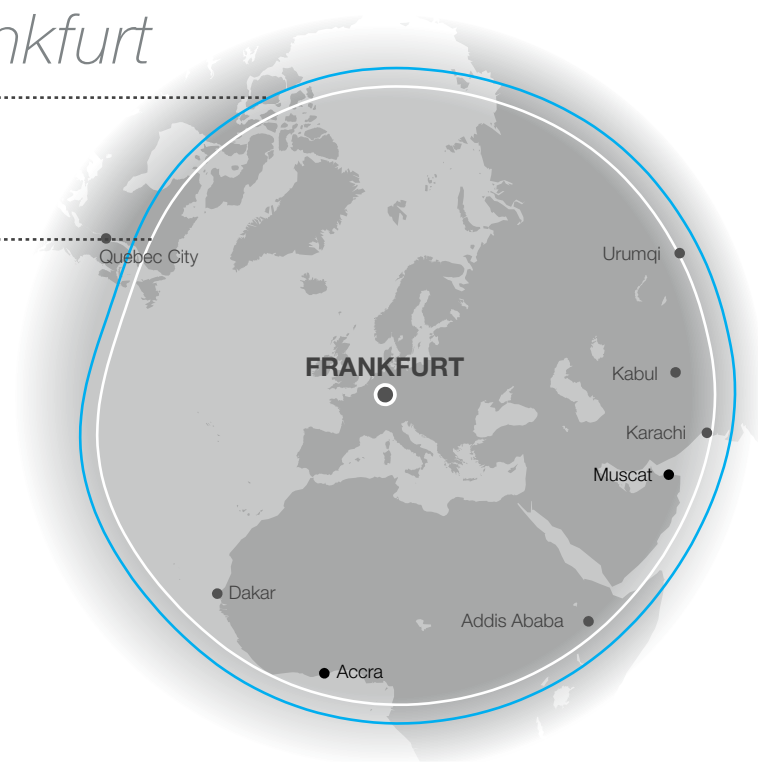 nkfurt
Quebec City
Urumqi
FRANKFURT
Kabul
Karachi
Muscat
Dakar
Addis Ababa
Accra